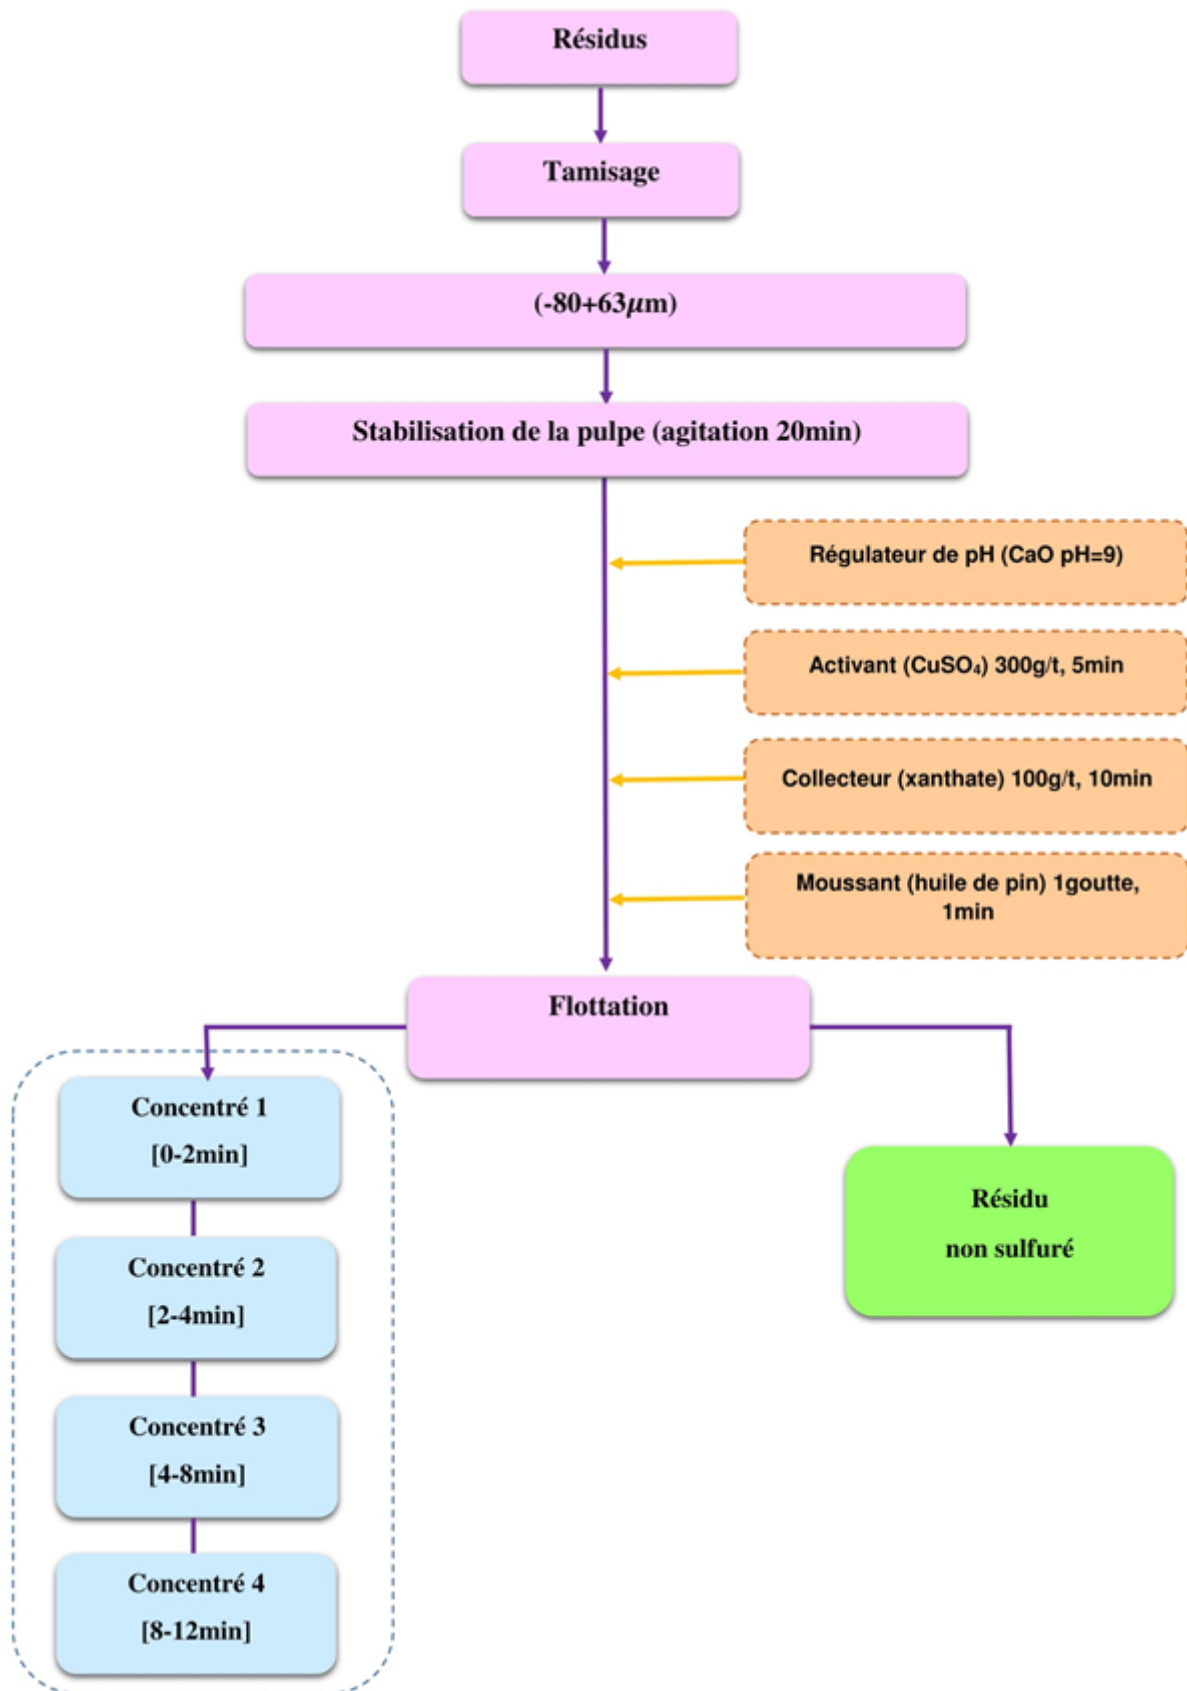 Résidus
Tamisage
(-80+63μm)
Stabilisation de la pulpe (agitation 20min)
Régulateur de pH (CaO pH=9)
Activant (CuSO₄) 300g/t, 5min
Collecteur (xanthate) 100g/t, 10min
Moussant (huile de pin) 1goutte,
1min
Flottation
Concentré 1
[0-2min]
Concentré 2
[2-4min]
Concentré 3
[4-8min]
Concentré 4
[8-12min]
Résidu
non sulfuré